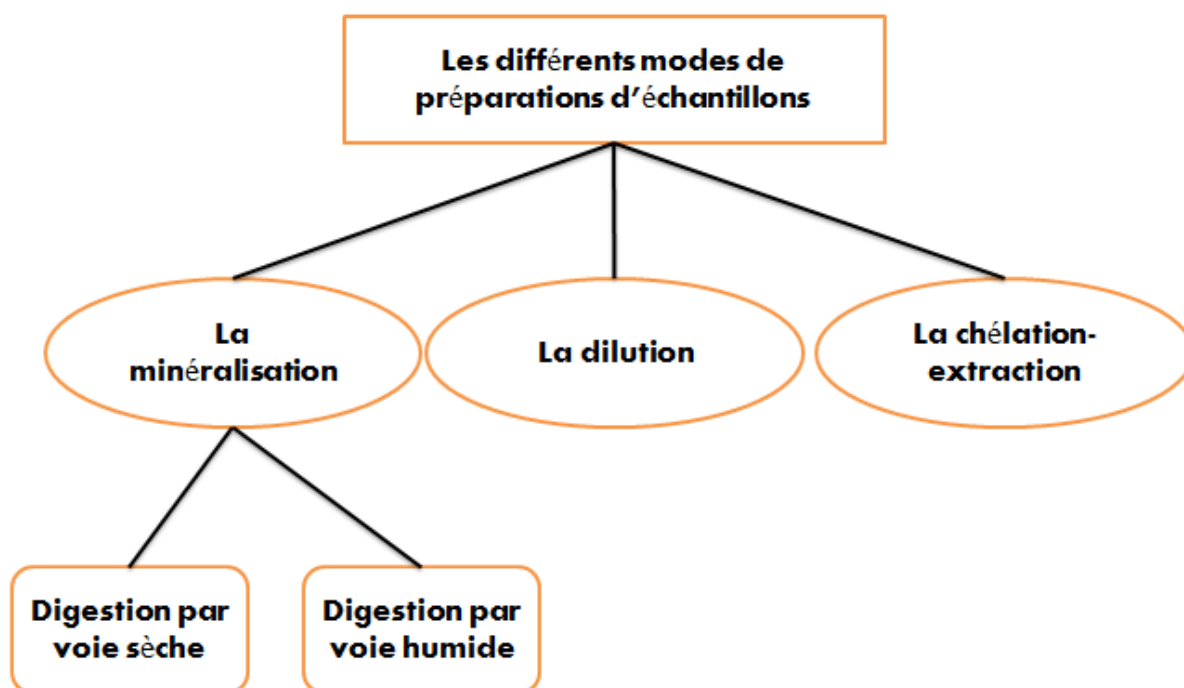 Les différents modes de
préparations d’échantillons
La
minéralisation
La dilution
La chélation-
extraction
Digestion par
voie sèche
Digestion par
voie humide